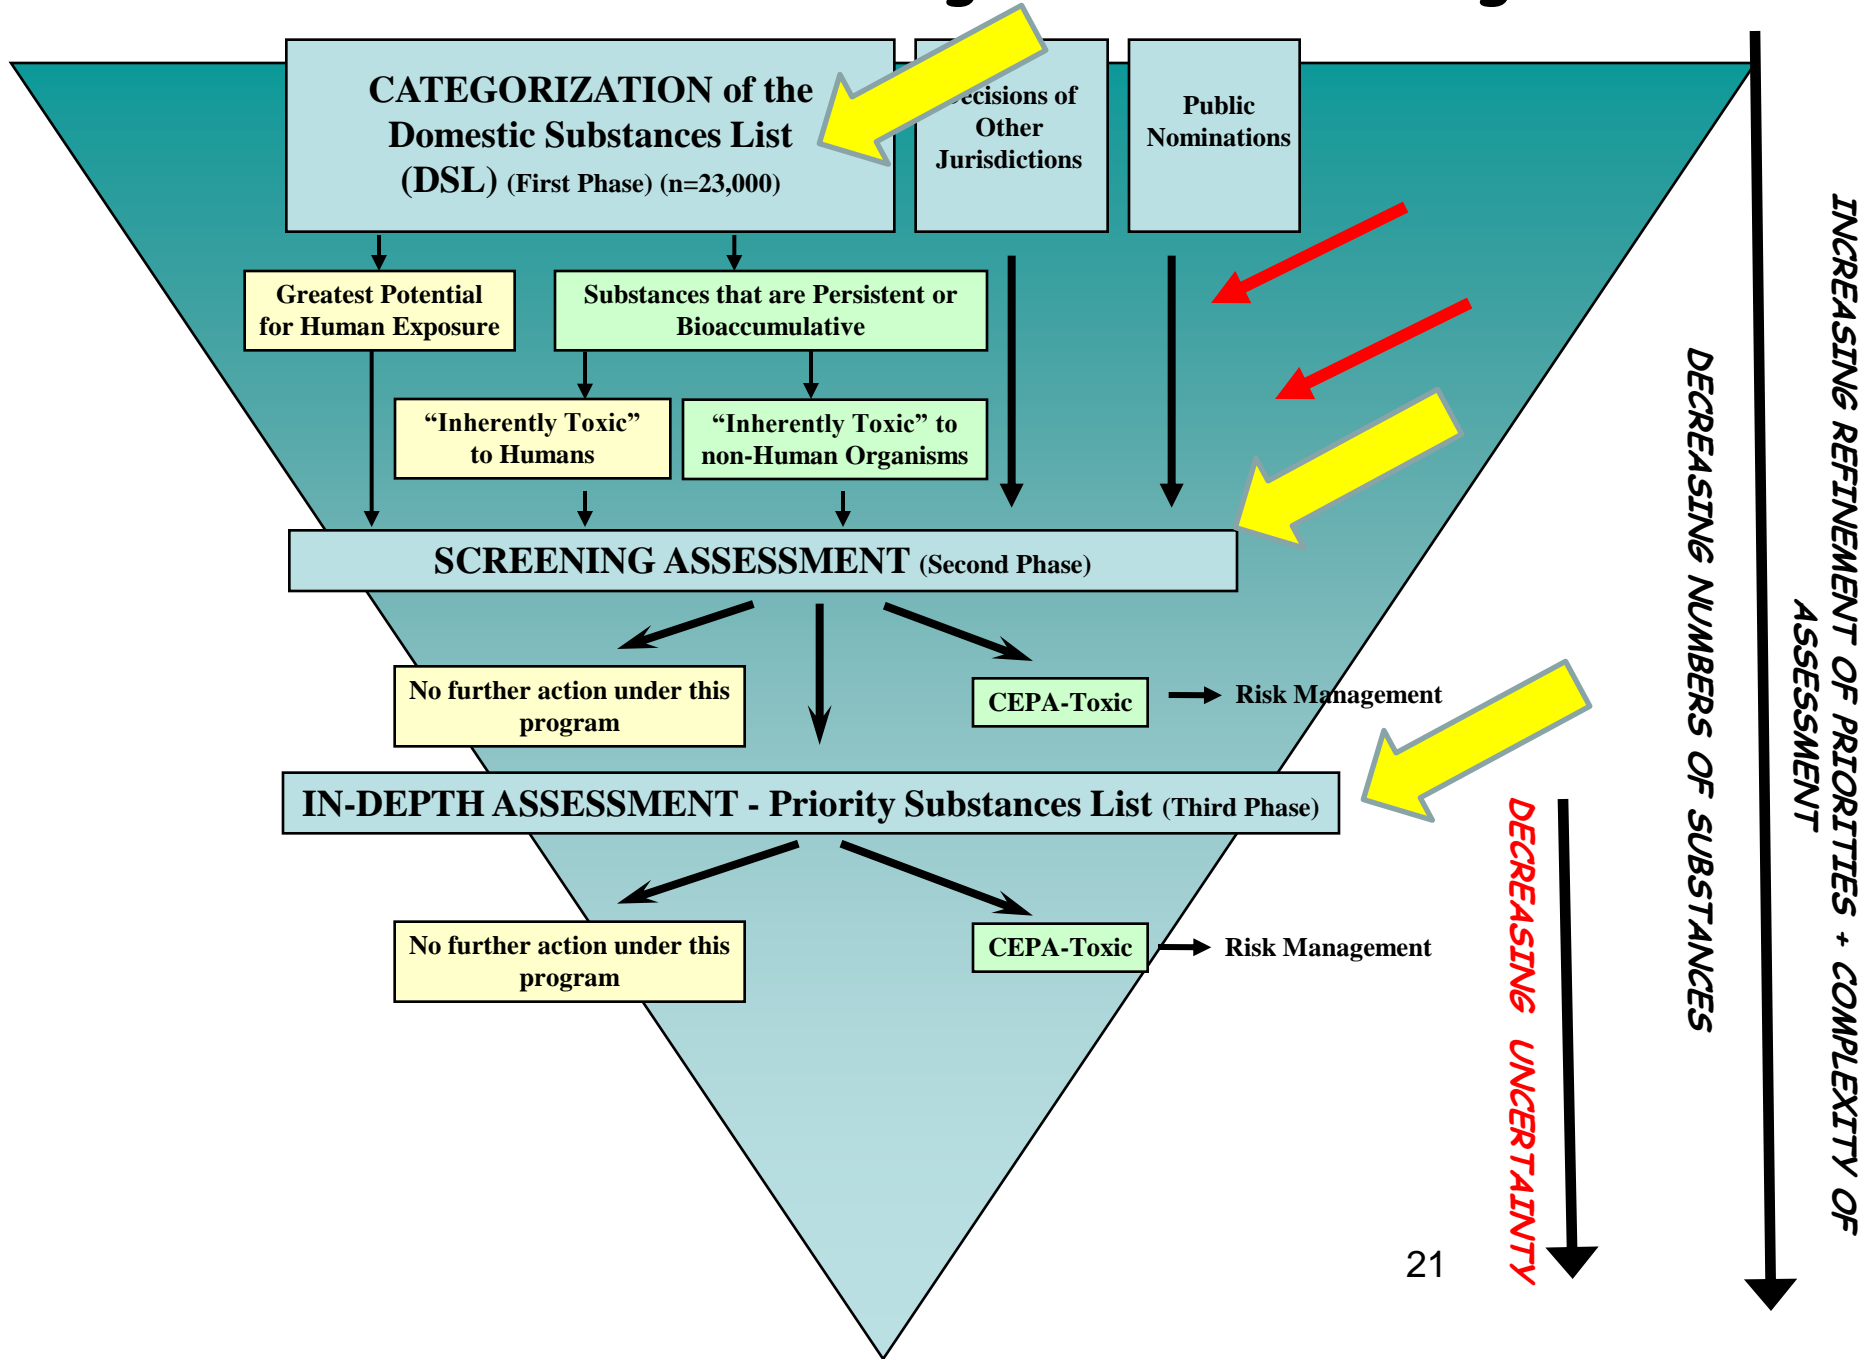 CATEGORIZATION of the
Domestic Substances List
(DSL) (First Phase) (n=23,000)
Decisions of
Other
Jurisdictions
Public
Nominations
Greatest Potential
for Human Exposure
Substances that are Persistent or
Bioaccumulative
“Inherently Toxic”
to Humans
“Inherently Toxic” to
non-Human Organisms
SCREENING ASSESSMENT (Second Phase)
No further action under this
program
CEPA-Toxic
Risk Management
IN-DEPTH ASSESSMENT - Priority Substances List (Third Phase)
No further action under this
program
CEPA-Toxic
Risk Management
DECREASING UNCERTAINTY
DECREASING NUMBERS OF SUBSTANCES
INCREASING REFINEMENT OF PRIORITIES + COMPLEXITY OF
ASSESSMENT
21